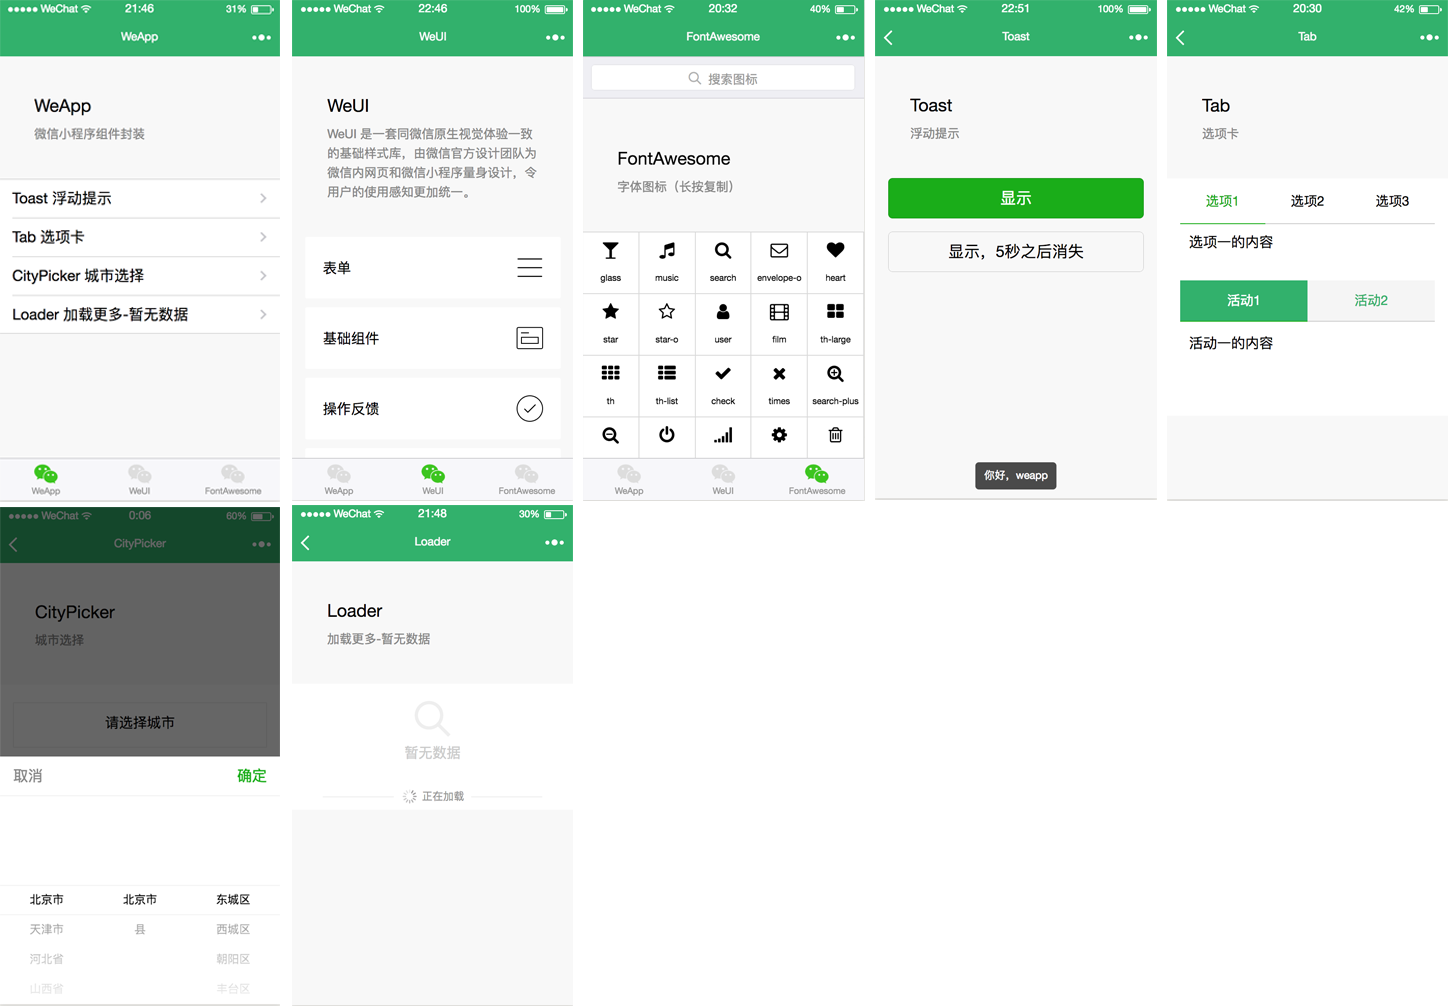 WeChat 21:46 31%
WeApp
WeApp
微信小程序组件封装
Toast 浮动提示
Tab 选项卡
CityPicker 城市选择
Loader 加载更多-暂无数据
WeApp WeUI FontAwesome
WeChat 22:46 100%
WeUI
WeUI
WeUI 是一套同微信原生视觉体验一致
的基础样式库，由微信官方设计团队为
微信内网页和微信小程序量身设计，令
用户的使用感知更加统一。
表单
基础组件
操作反馈
WeApp WeUI FontAwesome
WeChat 20:32 40%
FontAwesome
搜索图标
FontAwesome
字体图标（长按复制）
glass music search envelope-o heart
star star-o user film th-large
th th-list check times search-plus
WeApp WeUI FontAwesome
WeChat 22:51 100%
Toast
Toast
浮动提示
显示
显示，5秒之后消失
你好，weapp
WeChat 20:30 42%
Tab
Tab
选项卡
选项1 选项2 选项3
选项一的内容
活动1 活动2
活动一的内容
WeChat 0:06 60%
CityPicker
CityPicker
城市选择
请选择城市
取消 确定
北京市 北京市 东城区
天津市 县 西城区
河北省 朝阳区
山西省 丰台区
WeChat 21:48 30%
Loader
Loader
加载更多-暂无数据
暂无数据
正在加载